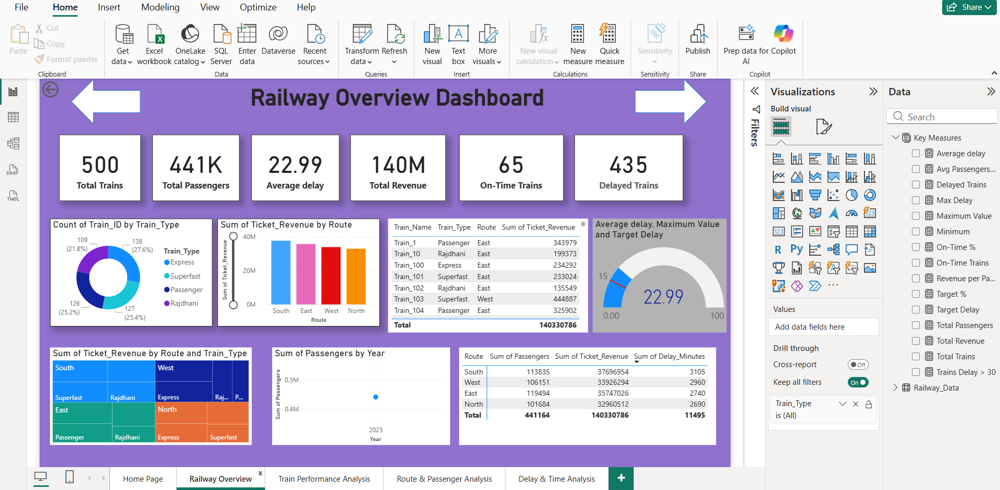 File Home Insert Modeling View Optimize Help
Share
Paste
Cut
Copy
Format painter
Clipboard
Get data
Excel workbook
OneLake catalog
SQL Server
Enter data
Dataverse
Recent sources
Data
Transform data
Refresh
Queries
New visual
Text box
More visuals
Insert
New visual calculation
New measure
Quick measure
Calculations
Sensitivity
Sensitivity
Publish
Share
Prep data for AI
Copilot
Copilot
DAX
TMDL
Railway Overview Dashboard
500
Total Trains
441K
Total Passengers
22.99
Average delay
140M
Total Revenue
65
On-Time Trains
435
Delayed Trains
Count of Train_ID by Train_Type
109
(21.8%)
138
(27.6%)
126
(25.2%)
127
(25.4%)
Train_Type
Express
Superfast
Passenger
Rajdhani
Sum of Ticket_Revenue by Route
Sum of Ticket_Revenue
40M
20M
0M
South East West North
Route
Train_Name Train_Type Route Sum of Ticket_Revenue
Train_1 Passenger East 343979
Train_10 Rajdhani East 199373
Train_100 Express East 234292
Train_101 Superfast East 233024
Train_102 Rajdhani East 135549
Train_103 Superfast West 444887
Train_104 Passenger East 325902
Total 140330786
Average delay, Maximum Value
and Target Delay
15
22.99
0.00 100
Sum of Ticket_Revenue by Route and Train_Type
South
Superfast Rajdhani
West
Express Raj... P...
East
Passenger Rajdhani
North
Express Superfast
Sum of Passengers by Year
Sum of Passengers
0.5M
0.4M
2025
Year
Route Sum of Passengers Sum of Ticket_Revenue Sum of Delay_Minutes
South 113835 37696954 3105
West 106151 33926294 2960
East 119494 35747026 2740
North 101684 32960512 2690
Total 441164 140330786 11495
Filters
Visualizations
Build visual
123
123
R Py
...
Values
Add data fields here
Drill through
Cross-report Off
Keep all filters On
Train_Type
is (All)
Data
Search
Key Measures
Average delay
Avg Passengers...
Delayed Trains
Max Delay
Maximum Value
Minimum
On-Time %
On-Time Trains
Revenue per Pa...
Target %
Target Delay
Total Passengers
Total Revenue
Total Trains
Trains Delay > 30
Railway_Data
Home Page
Railway Overview x
Train Performance Analysis
Route & Passenger Analysis
Delay & Time Analysis
+